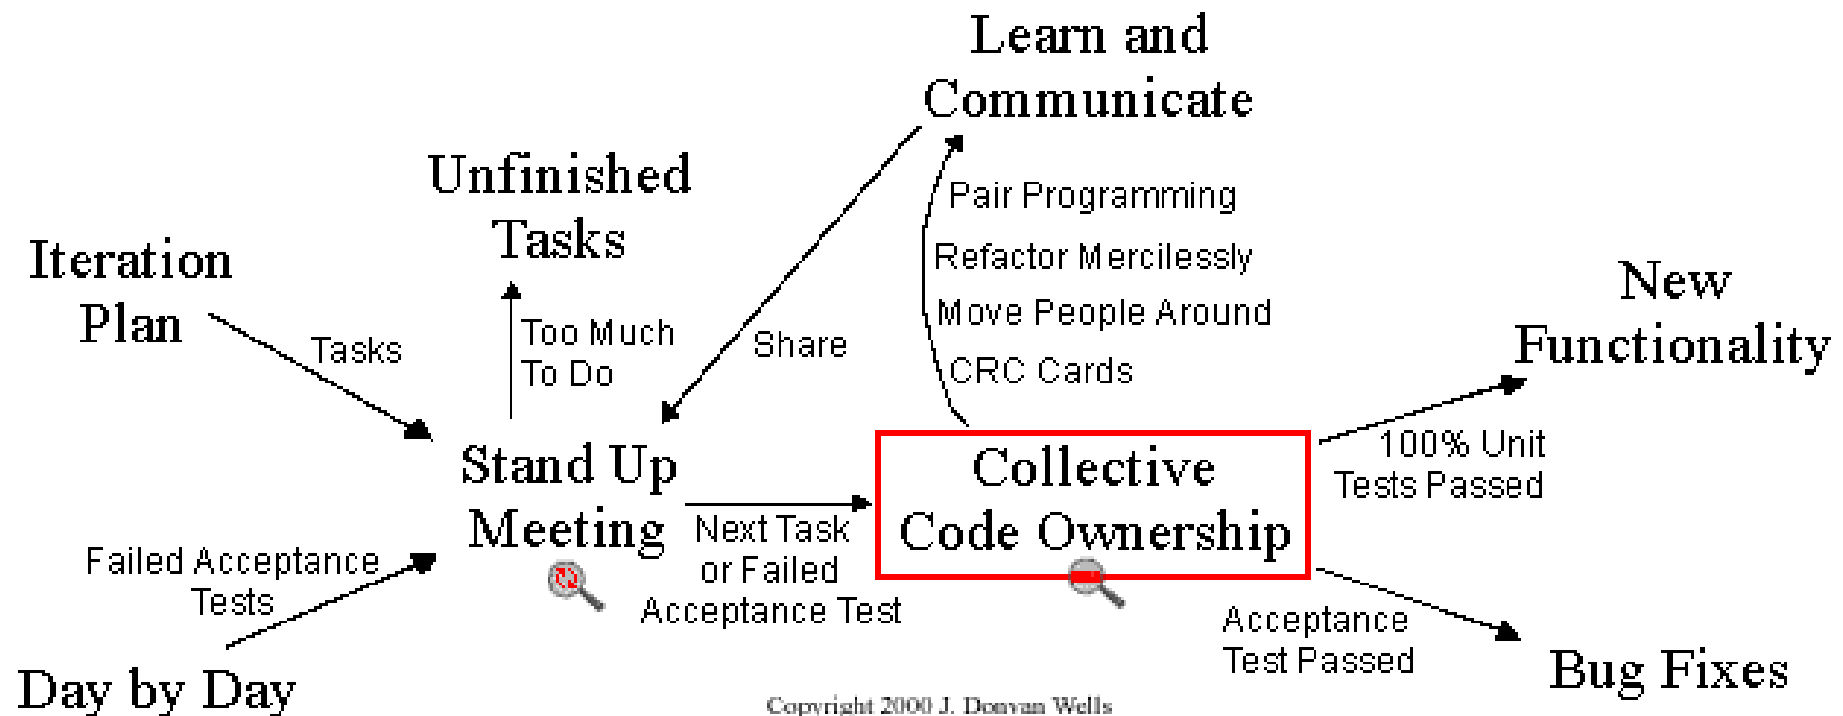 Learn and
Communicate
Unfinished
Tasks
Iteration
Plan
Pair Programming
Refactor Mercilessly
Move People Around
CRC Cards
New
Functionality
Tasks
Too Much
To Do
Share
Stand Up
Meeting
Collective
Code Ownership
100% Unit
Tests Passed
Next Task
or Failed
Acceptance Test
Failed Acceptance
Tests
Acceptance
Test Passed
Day by Day
Bug Fixes
Copyright 2000 J. Donvan Wells